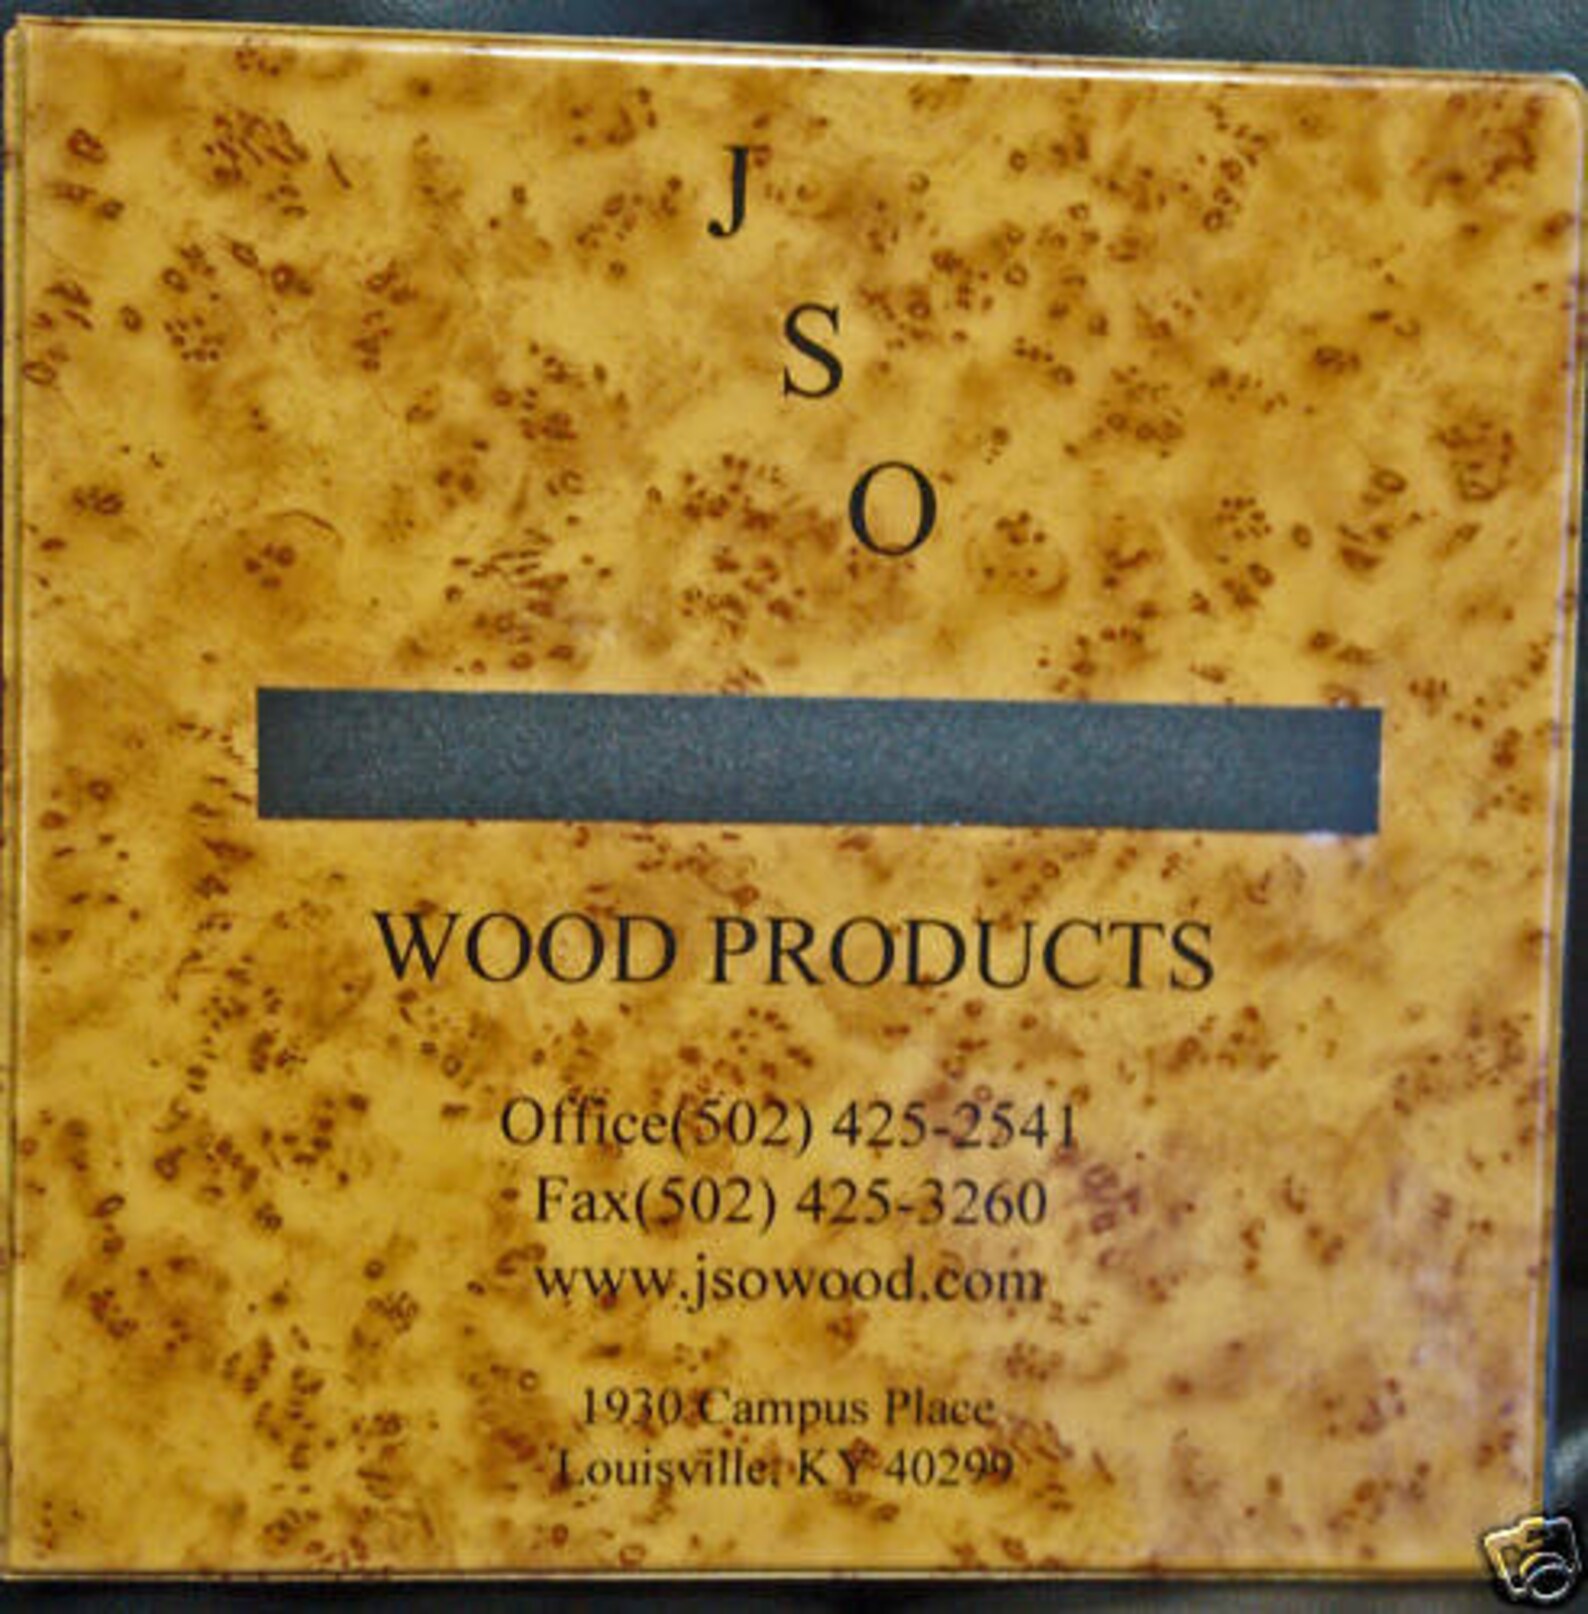 J
S
O
WOOD PRODUCTS
Office(502) 425-2541
Fax(502) 425-3260
www.jsowood.com
1930 Campus Place
Louisville, KY 40299